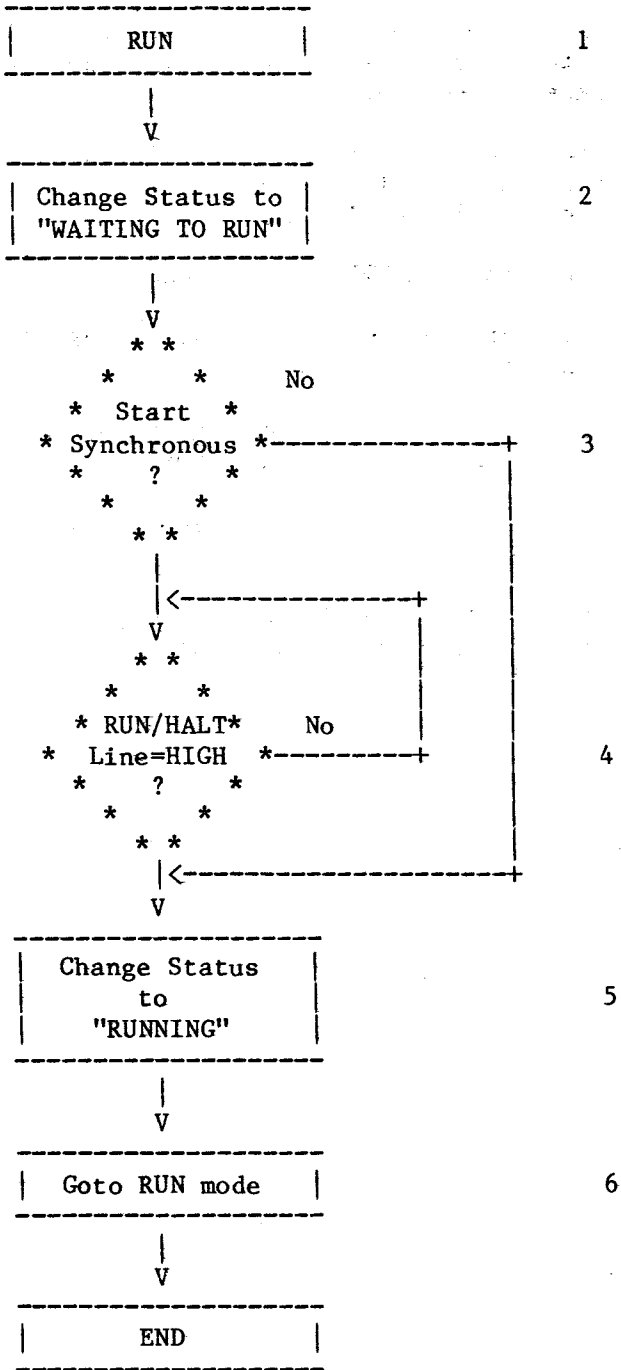 RUN 1
V
Change Status to 2
"WAITING TO RUN"
V
No
Start
Synchronous 3
?
V
RUN/HALT No
Line=HIGH 4
?
V
Change Status
to 5
"RUNNING"
V
Goto RUN mode 6
V
END